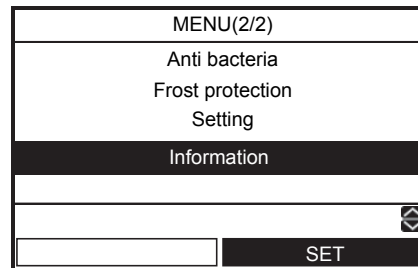 MENU(2/2)
Anti bacteria
Frost protection
Setting
Information
SET